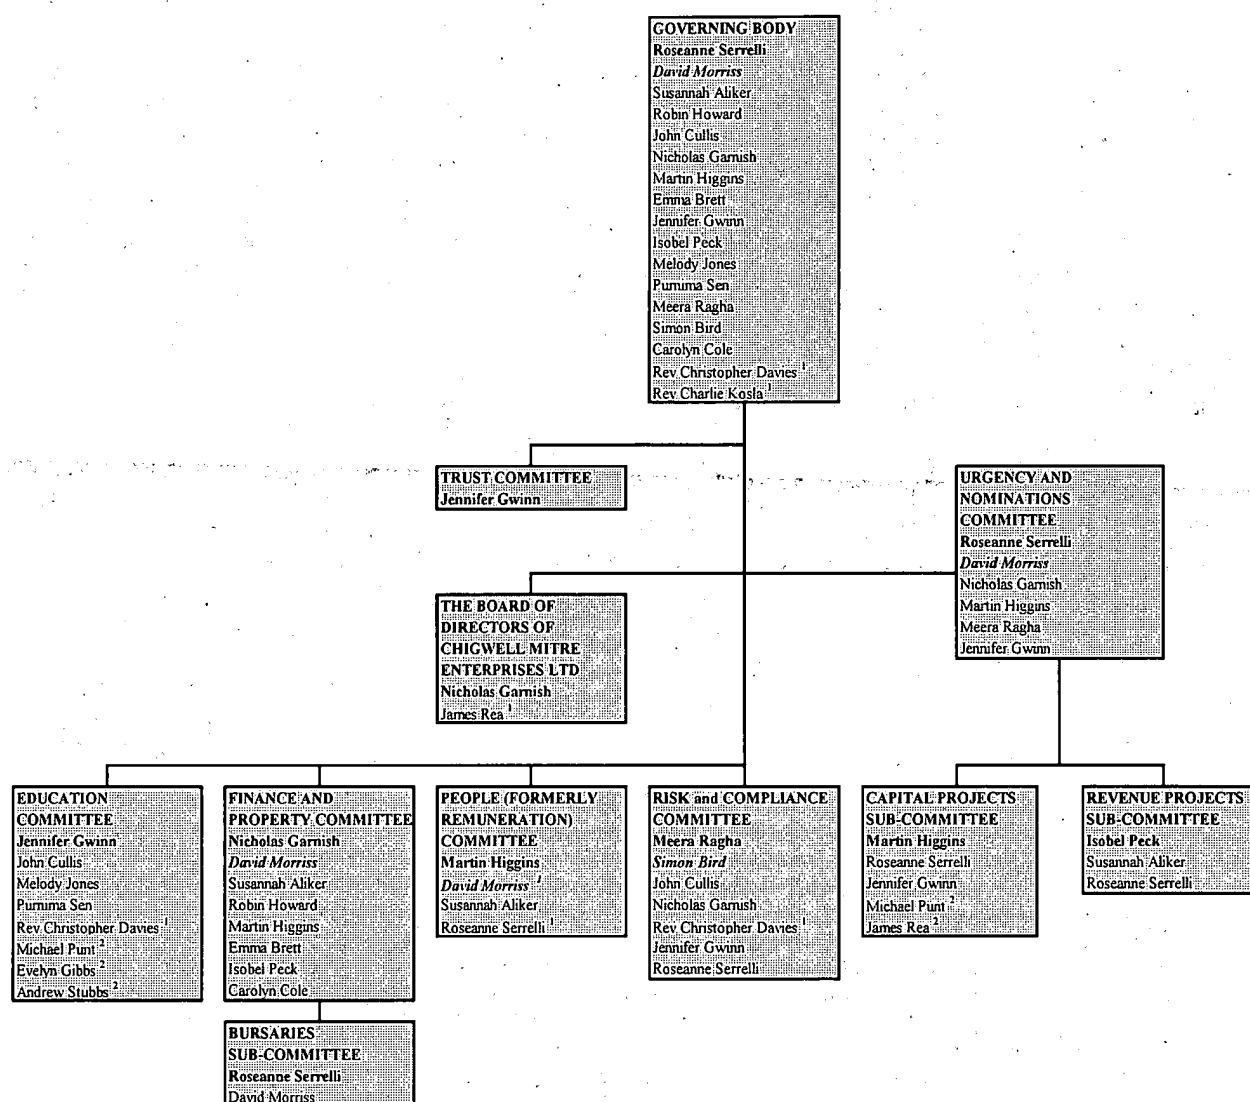 GOVERNING BODY
Roseanne Serrelli
David Morriss
Susannah Aliker
Robin Howard
John Cullis
Nicholas Garnish
Martin Higgins
Emma Brett
Jennifer Gwinn
Isobel Peck
Melody Jones
Purnima Sen
Meera Ragha
Simon Bird
Carolyn Cole
Rev Christopher Davies 1
Rev Charlie Kosla 1
TRUST COMMITTEE
Jennifer Gwinn
URGENCY AND
NOMINATIONS
COMMITTEE
Roseanne Serrelli
David Morriss
Nicholas Garnish
Martin Higgins
Meera Ragha
Jennifer Gwinn
THE BOARD OF
DIRECTORS OF
CHIGWELL MITRE
ENTERPRISES LTD
Nicholas Garnish
James Rea 1
EDUCATION
COMMITTEE
Jennifer Gwinn
John Cullis
Melody Jones
Purnima Sen
Rev Christopher Davies 1
Michael Punt 2
Evelyn Gibbs 2
Andrew Stubbs 2
FINANCE AND
PROPERTY COMMITTEE
Nicholas Garnish
David Morriss
Susannah Aliker
Robin Howard
Martin Higgins
Emma Brett
Isobel Peck
Carolyn Cole
PEOPLE (FORMERLY
REMUNERATION)
COMMITTEE
Martin Higgins
David Morriss 1
Susannah Aliker
Roseanne Serrelli 1
RISK and COMPLIANCE
COMMITTEE
Meera Ragha
Simon Bird
John Cullis
Nicholas Garnish
Rev Christopher Davies 1
Jennifer Gwinn
Roseanne Serrelli
CAPITAL PROJECTS
SUB-COMMITTEE
Martin Higgins
Roseanne Serrelli
Jennifer Gwinn
Michael Punt 2
James Rea 2
REVENUE PROJECTS
SUB-COMMITTEE
Isobel Peck
Susannah Aliker
Roseanne Serrelli
BURSARIES
SUB-COMMITTEE
Roseanne Serrelli
David Morriss